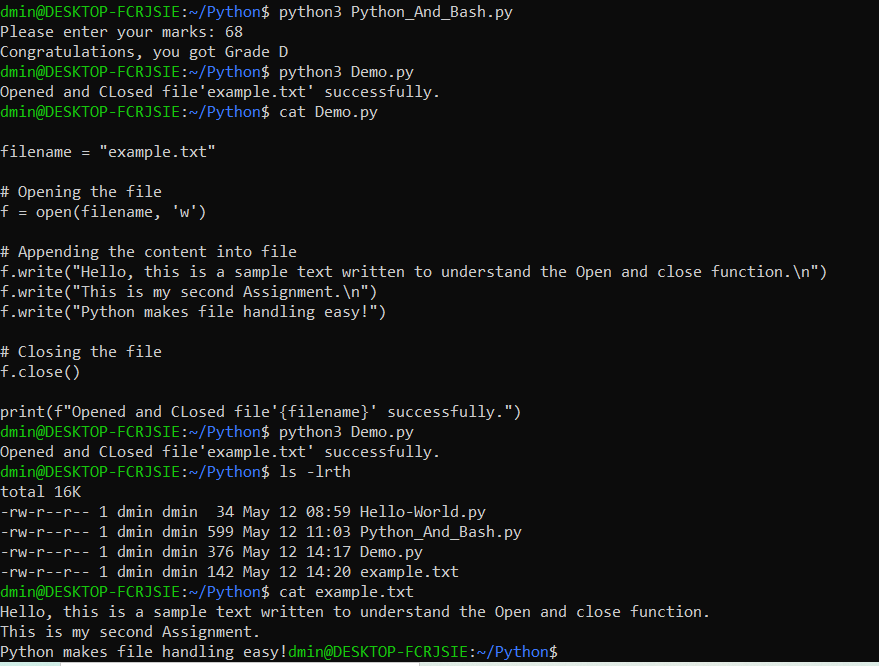 dmin@DESKTOP-FCRJSIE:~/Python$ python3 Python_And_Bash.py
Please enter your marks: 68
Congratulations, you got Grade D
dmin@DESKTOP-FCRJSIE:~/Python$ python3 Demo.py
Opened and CLosed file'example.txt' successfully.
dmin@DESKTOP-FCRJSIE:~/Python$ cat Demo.py
filename = "example.txt"
# Opening the file
f = open(filename, 'w')
# Appending the content into file
f.write("Hello, this is a sample text written to understand the Open and close function.\n")
f.write("This is my second Assignment.\n")
f.write("Python makes file handling easy!")
# Closing the file
f.close()
print(f"Opened and CLosed file'{filename}' successfully.")
dmin@DESKTOP-FCRJSIE:~/Python$ python3 Demo.py
Opened and CLosed file'example.txt' successfully.
dmin@DESKTOP-FCRJSIE:~/Python$ ls -lrth
total 16K
-rw-r--r-- 1 dmin dmin  34 May 12 08:59 Hello-World.py
-rw-r--r-- 1 dmin dmin 599 May 12 11:03 Python_And_Bash.py
-rw-r--r-- 1 dmin dmin 376 May 12 14:17 Demo.py
-rw-r--r-- 1 dmin dmin 142 May 12 14:20 example.txt
dmin@DESKTOP-FCRJSIE:~/Python$ cat example.txt
Hello, this is a sample text written to understand the Open and close function.
This is my second Assignment.
Python makes file handling easy!dmin@DESKTOP-FCRJSIE:~/Python$